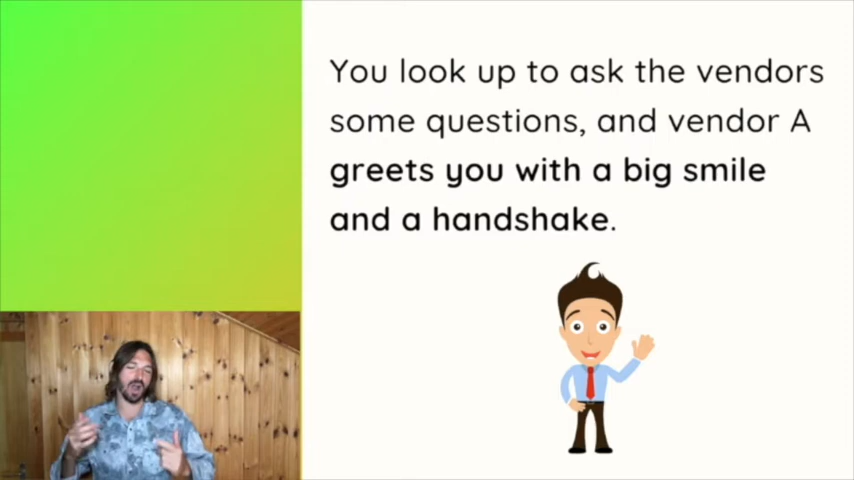 You look up to ask the vendors
some questions, and vendor A
greets you with a big smile
and a handshake.